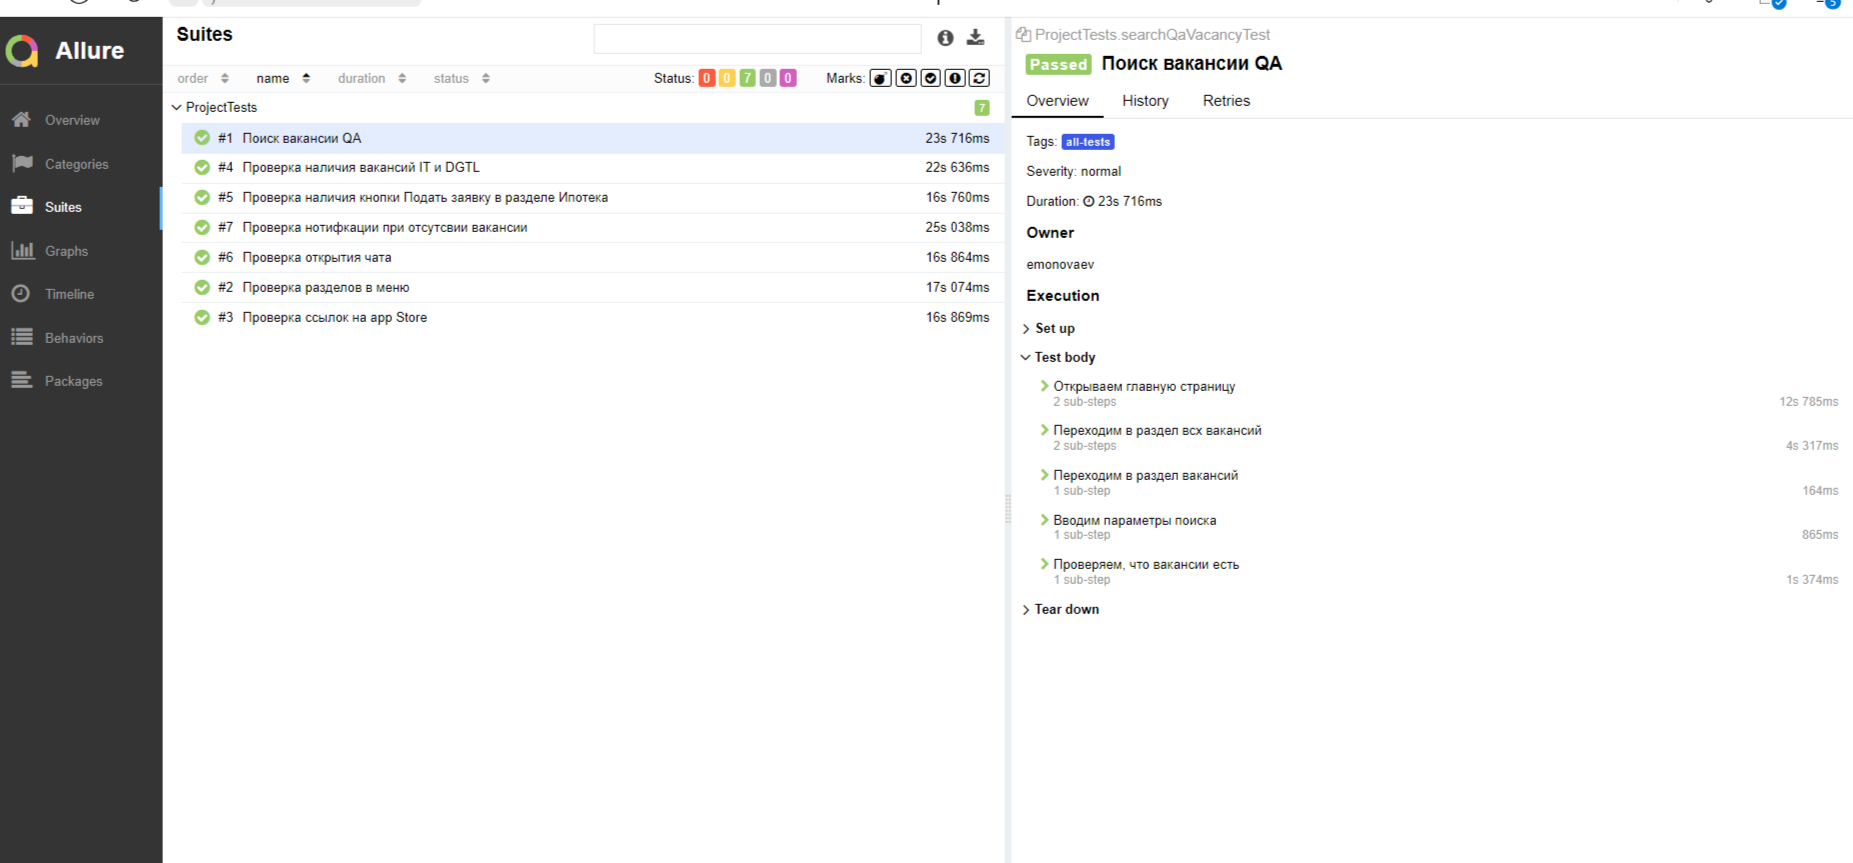 Allure
Overview
Categories
Suites
Graphs
Timeline
Behaviors
Packages
Suites
order name duration status Status: 0 0 7 0 0 Marks:
ProjectTests 7
#1 Поиск вакансии QA 23s 716ms
#4 Проверка наличия вакансий IT и DGTL 22s 636ms
#5 Проверка наличия кнопки Подать заявку в разделе Ипотека 16s 760ms
#7 Проверка нотифкации при отсутсвии вакансии 25s 038ms
#6 Проверка открытия чата 16s 864ms
#2 Проверка разделов в меню 17s 074ms
#3 Проверка ссылок на app Store 16s 869ms
ProjectTests.searchQaVacancyTest
Passed Поиск вакансии QA
Overview History Retries
Tags: all-tests
Severity: normal
Duration: 23s 716ms
Owner
emonovaev
Execution
Set up
Test body
Открываем главную страницу
2 sub-steps 12s 785ms
Переходим в раздел всх вакансий
2 sub-steps 4s 317ms
Переходим в раздел вакансий
1 sub-step 164ms
Вводим параметры поиска
1 sub-step 865ms
Проверяем, что вакансии есть
1 sub-step 1s 374ms
Tear down